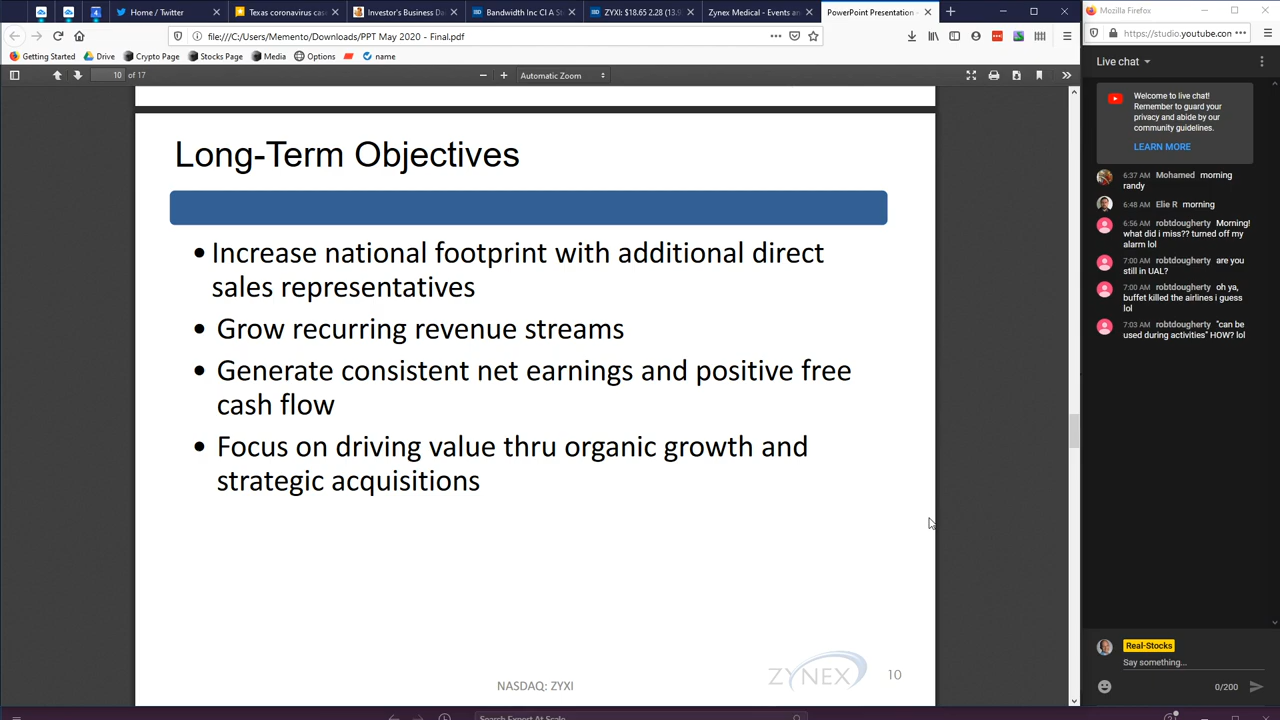 Home / Twitter
Texas coronavirus ca
Investor's Business Da
Bandwidth Inc Cl A St
ZYXI: $18.65 2.28 (13.9
Zynex Medical - Events an
PowerPoint Presentation
Mozilla Firefox
file:///C:/Users/Memento/Downloads/PPT May 2020 - Final.pdf
https://studio.youtube.con
Getting Started
Drive
Crypto Page
Stocks Page
Media
Options
name
10 of 17
Automatic Zoom
Long-Term Objectives
• Increase national footprint with additional direct
sales representatives
• Grow recurring revenue streams
• Generate consistent net earnings and positive free
cash flow
• Focus on driving value thru organic growth and
strategic acquisitions
NASDAQ: ZYXI
ZYNEX
10
Live chat
Welcome to live chat!
Remember to guard your
privacy and abide by our
community guidelines.
LEARN MORE
6:37 AM Mohamed morning
randy
6:48 AM Elie R morning
6:56 AM robtdougherty Morning!
what did i miss?? turned off my
alarm lol
7:00 AM robtdougherty are you
still in UAL?
7:00 AM robtdougherty oh ya,
buffet killed the airlines i guess
lol
7:03 AM robtdougherty "can be
used during activities" HOW? lol
Real-Stocks
Say something...
0/200
Search Expert At Scale